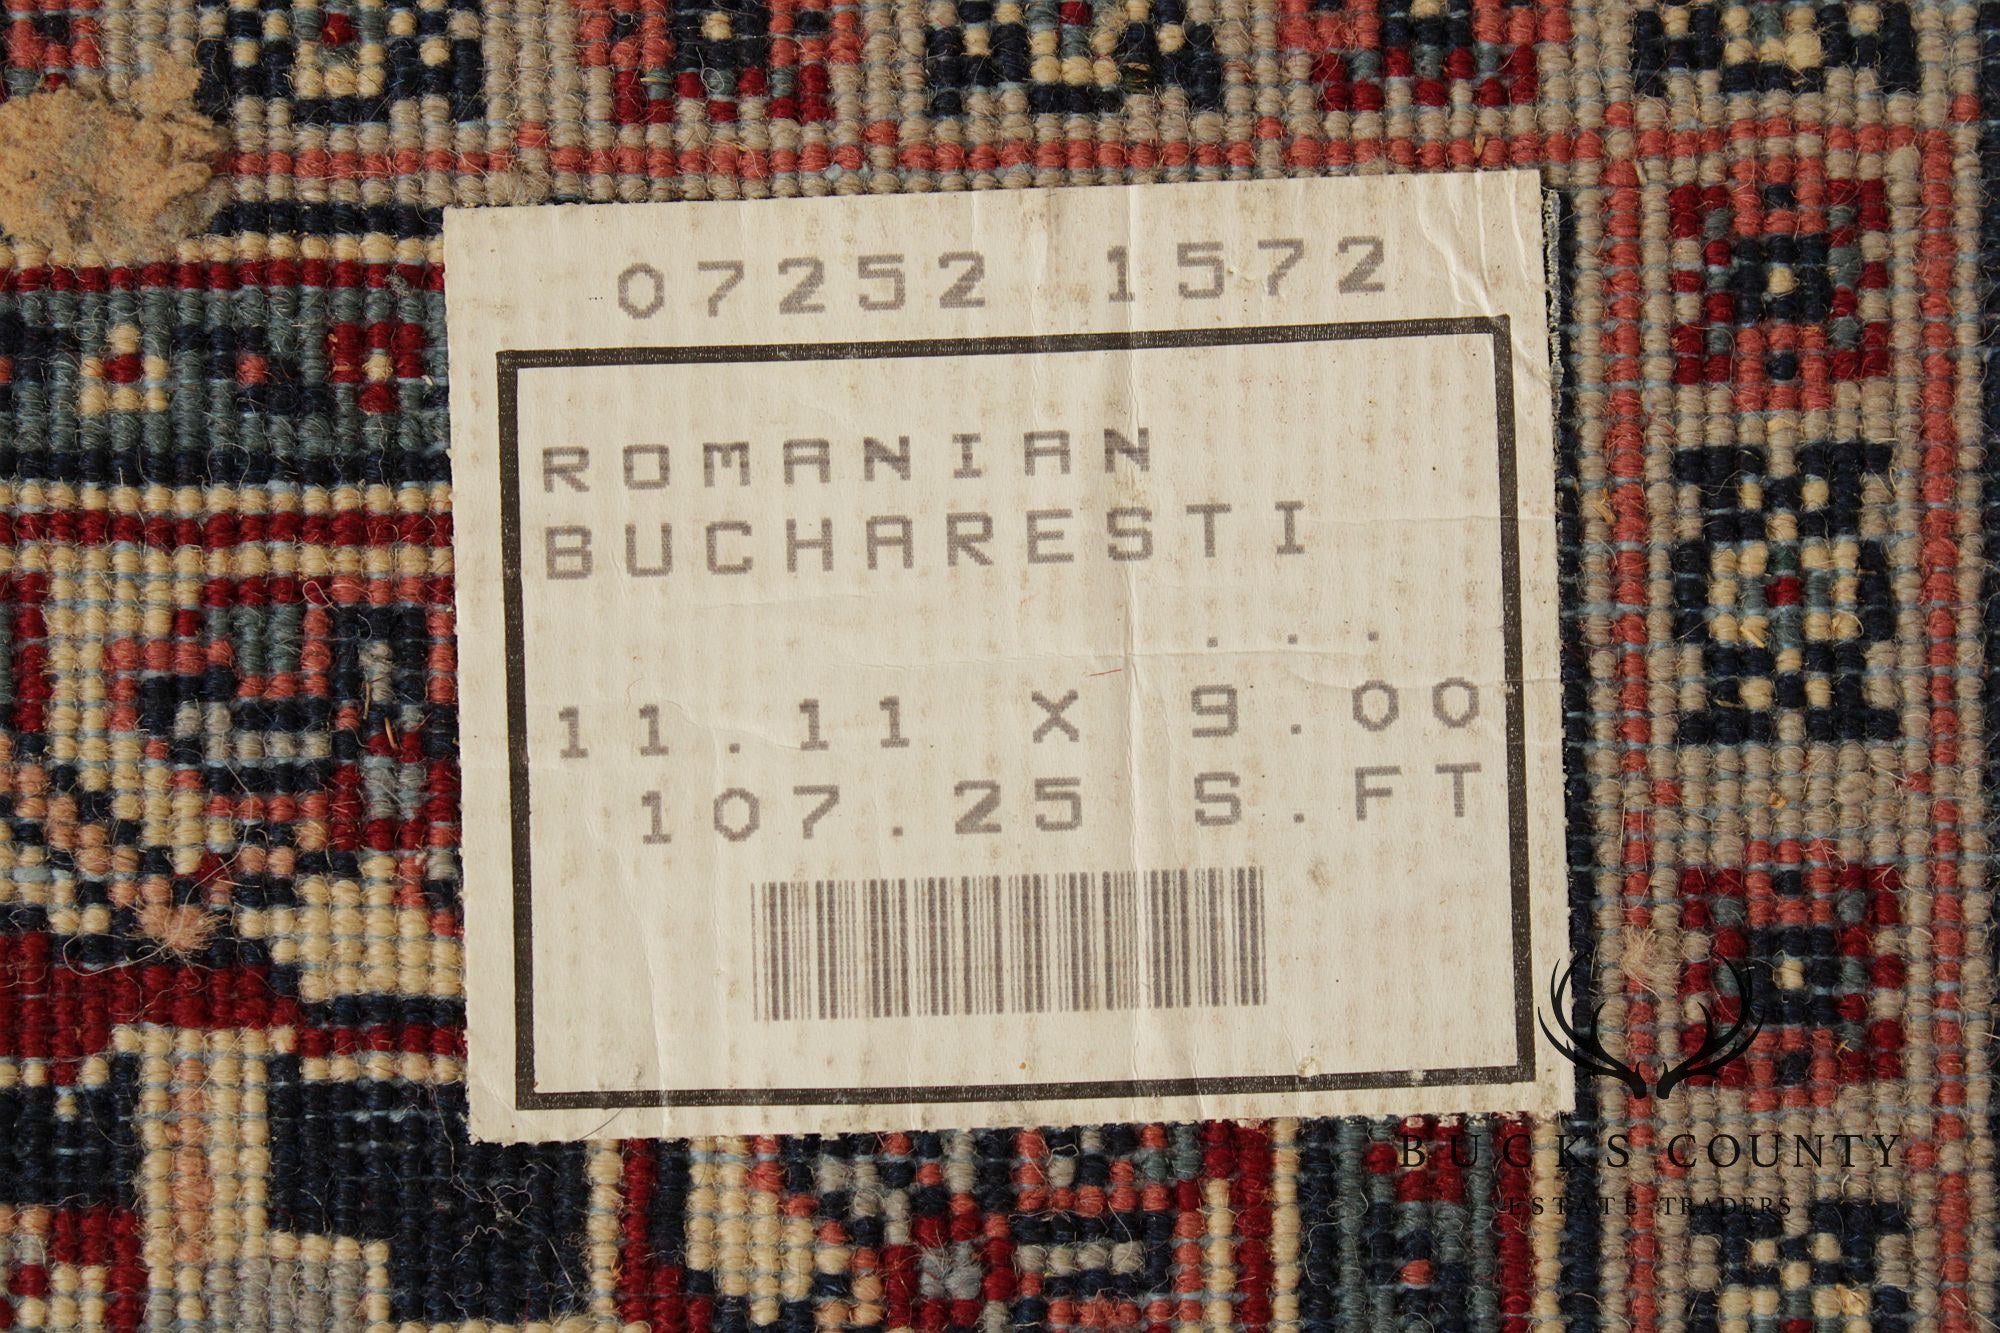 07252 1572
ROMANIAN
BUCHARESTI
. . .
11.11 X 9.00
107.25 S.FT
BUCKS COUNTY
ESTATE TRADERS